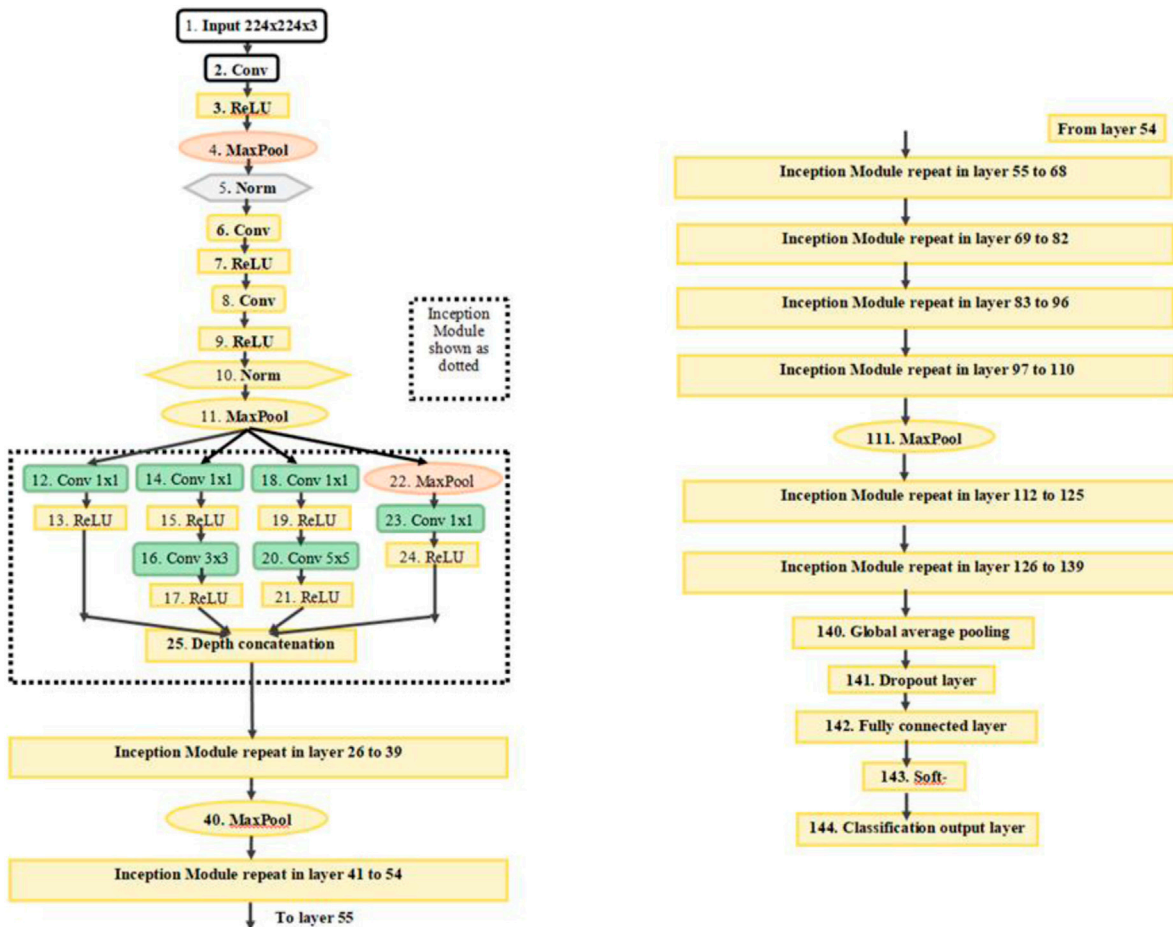 1. Input 224x224x3
2. Conv
3. ReLU
4. MaxPool
5. Norm
6. Conv
7. ReLU
8. Conv
9. ReLU
10. Norm
11. MaxPool
Inception
Module
shown as
dotted
12. Conv 1x1
14. Conv 1x1
18. Conv 1x1
22. MaxPool
13. ReLU
15. ReLU
19. ReLU
23. Conv 1x1
16. Conv 3x3
20. Conv 5x5
24. ReLU
17. ReLU
21. ReLU
25. Depth concatenation
Inception Module repeat in layer 26 to 39
40. MaxPool
Inception Module repeat in layer 41 to 54
To layer 55
From layer 54
Inception Module repeat in layer 55 to 68
Inception Module repeat in layer 69 to 82
Inception Module repeat in layer 83 to 96
Inception Module repeat in layer 97 to 110
111. MaxPool
Inception Module repeat in layer 112 to 125
Inception Module repeat in layer 126 to 139
140. Global average pooling
141. Dropout layer
142. Fully connected layer
143. Soft-
144. Classification output layer